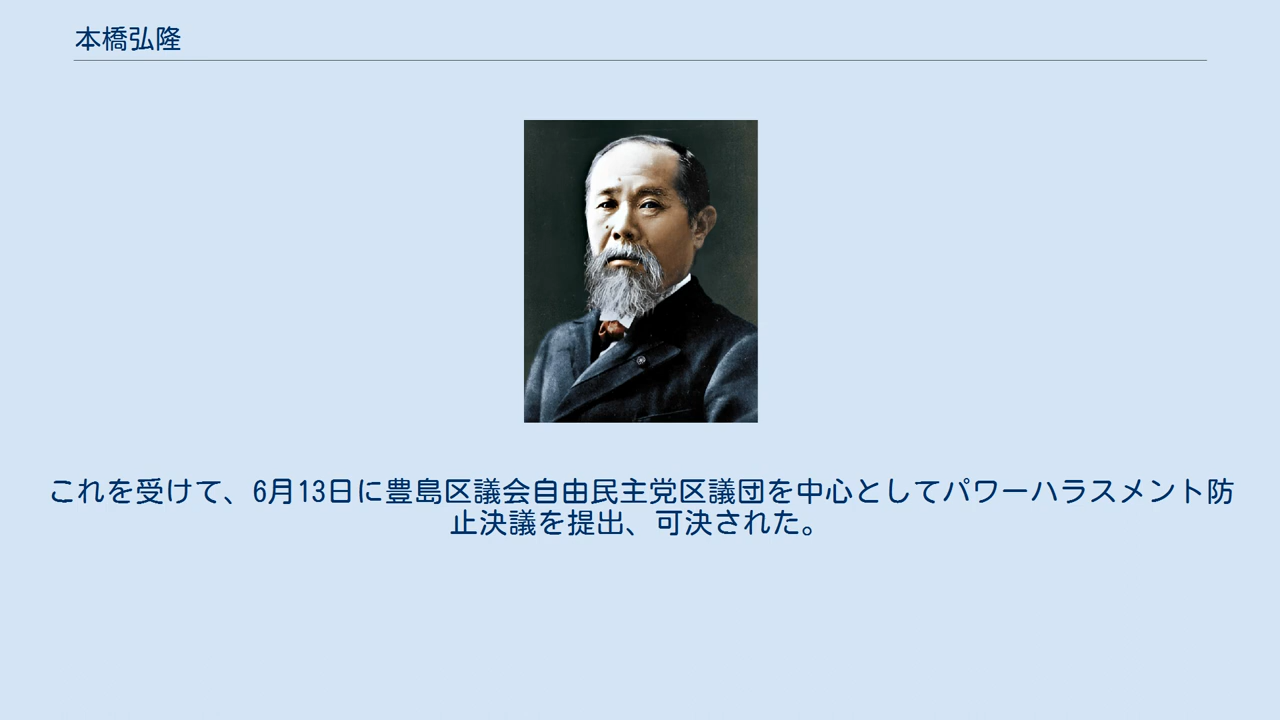 本橋弘隆
これを受けて、6月13日に豊島区議会自由民主党区議団を中心としてパワーハラスメント防
止決議を提出、可決された。